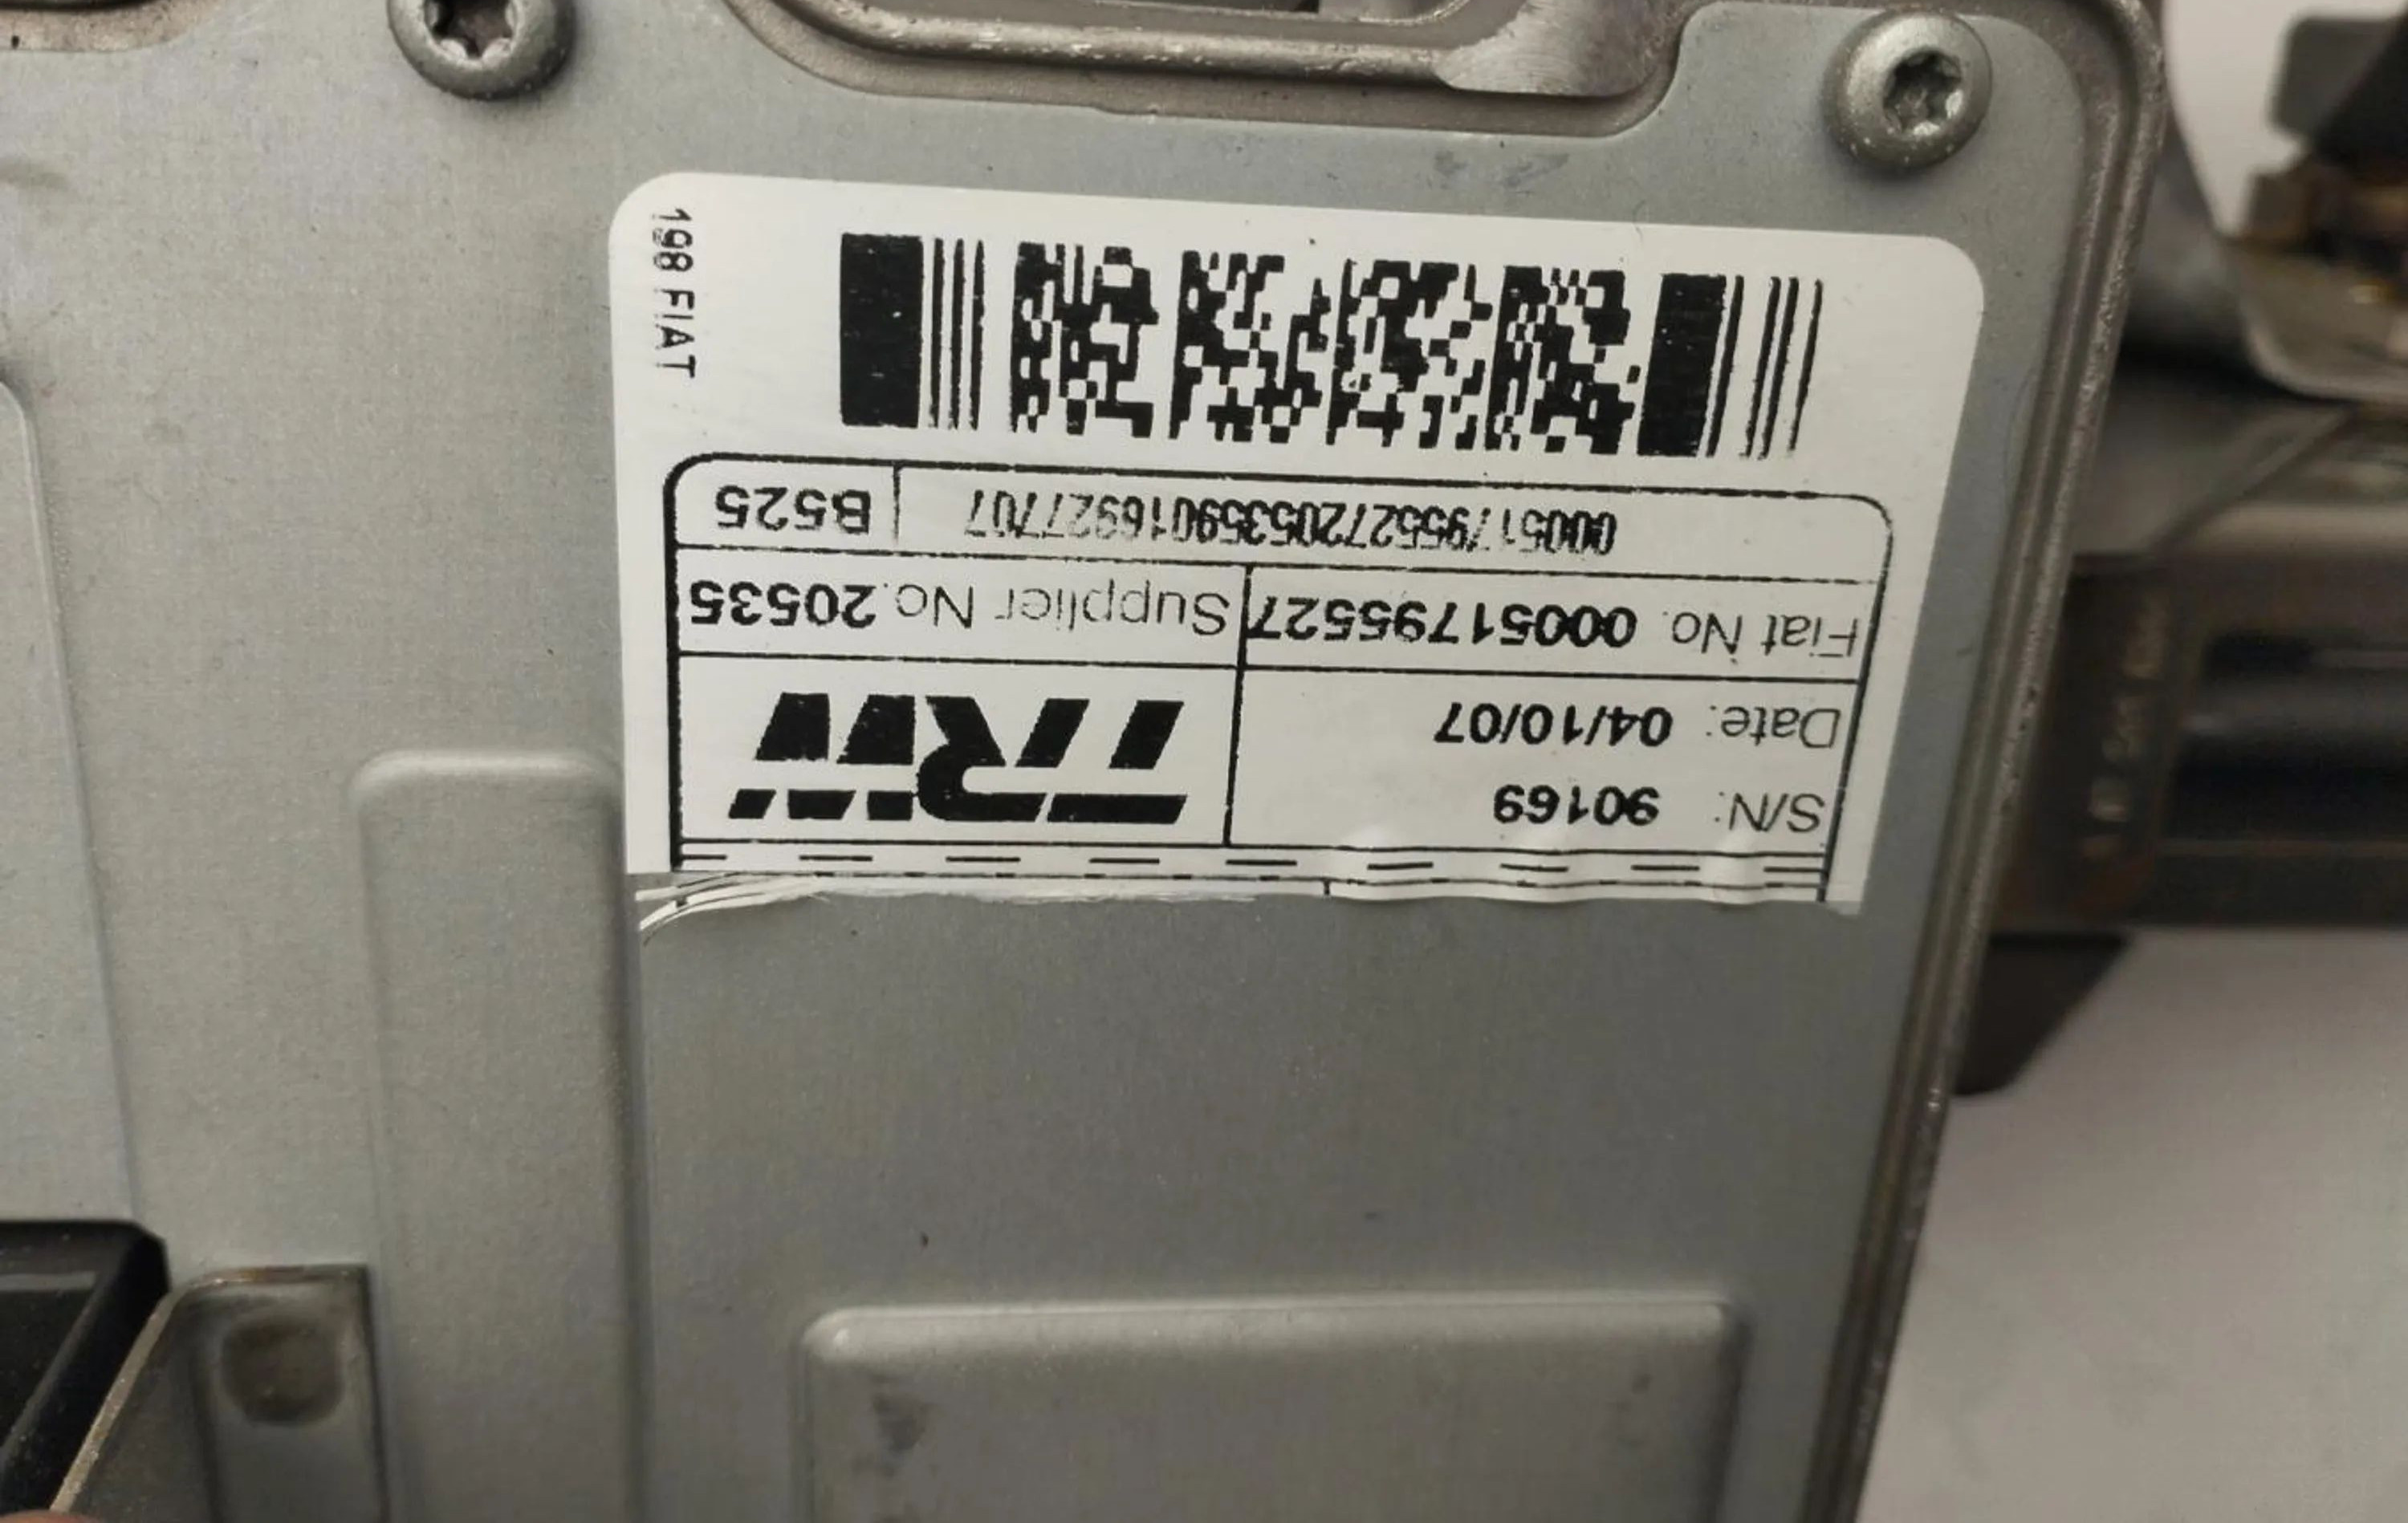 S/N: 90169
Date: 04/10/07
TRW
Fiat No. 00051795527
Supplier No. 20535
00051795527205359016927707
B525
198 FIAT